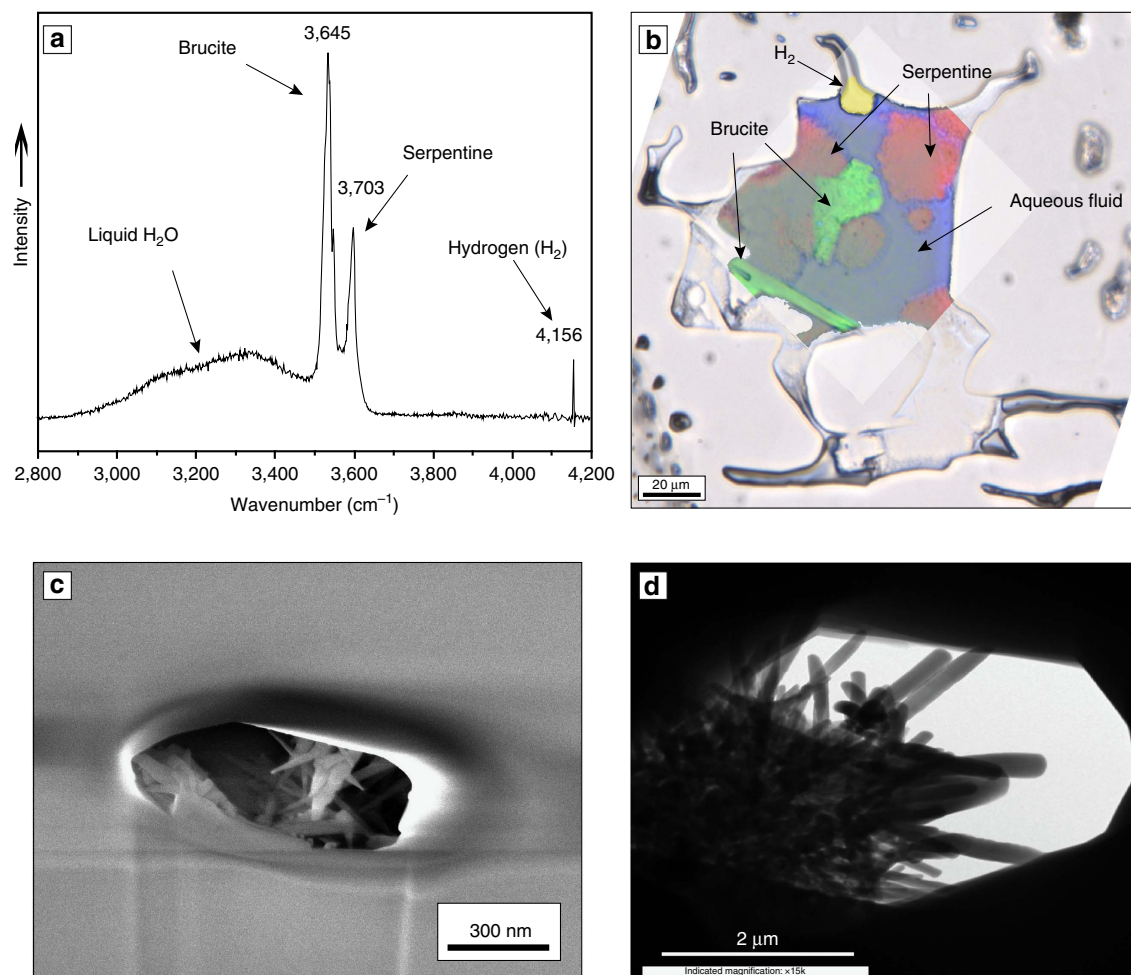 a
3,645
Brucite
Serpentine
3,703
Liquid H₂O
Hydrogen (H₂)
4,156
Intensity
2,800 3,000 3,200 3,400 3,600 3,800 4,000 4,200
Wavenumber (cm⁻¹)
b
H₂
Serpentine
Brucite
Aqueous fluid
20 μm
c
300 nm
d
2 μm
Indicated magnification: ×15k